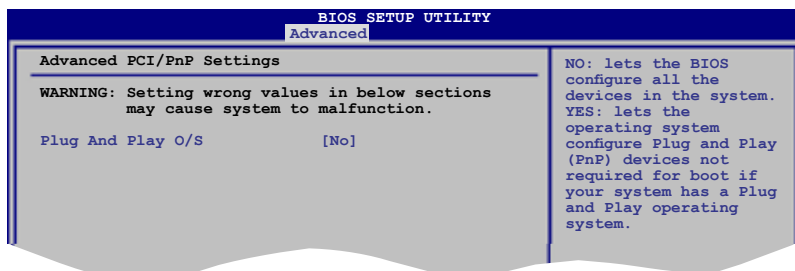 BIOS SETUP UTILITY
Advanced
Advanced PCI/PnP Settings
WARNING: Setting wrong values in below sections
may cause system to malfunction.
Plug And Play O/S [No]
NO: lets the BIOS
configure all the
devices in the system.
YES: lets the
operating system
configure Plug and Play
(PnP) devices not
required for boot if
your system has a Plug
and Play operating
system.